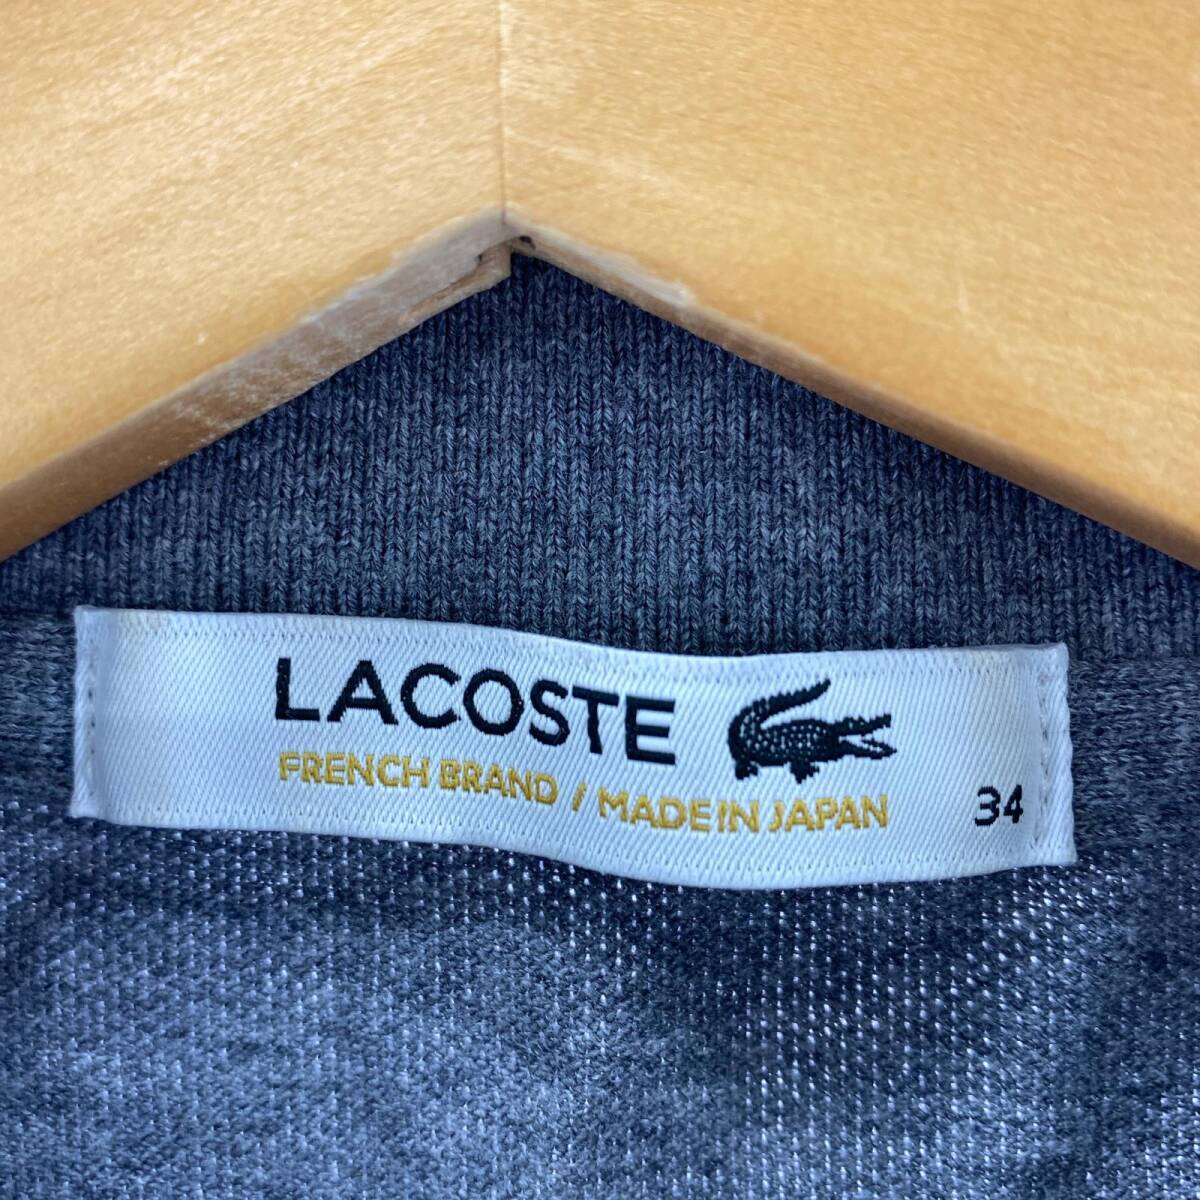 LACOSTE
FRENCH BRAND / MADE IN JAPAN
34